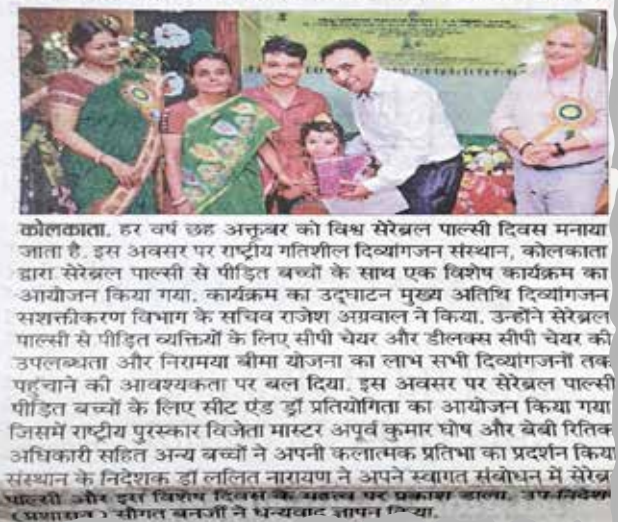 कोलकाता. हर वर्ष छह अक्तूबर को विश्व सेरेब्रल पाल्सी दिवस मनाया
जाता है. इस अवसर पर राष्ट्रीय गतिशील दिव्यांगजन संस्थान, कोलकाता
द्वारा सेरेब्रल पाल्सी से पीड़ित बच्चों के साथ एक विशेष कार्यक्रम का
आयोजन किया गया. कार्यक्रम का उद्घाटन मुख्य अतिथि दिव्यांगजन
सशक्तीकरण विभाग के सचिव राजेश अग्रवाल ने किया. उन्होंने सेरेब्रल
पाल्सी से पीड़ित व्यक्तियों के लिए सीपी चेयर और डीलक्स सीपी चेयर की
उपलब्धता और निरामया बीमा योजना का लाभ सभी दिव्यांगजनों तक
पहुंचाने की आवश्यकता पर बल दिया. इस अवसर पर सेरेब्रल पाल्सी
पीड़ित बच्चों के लिए सीट एंड ड्रॉ प्रतियोगिता का आयोजन किया गया
जिसमें राष्ट्रीय पुरस्कार विजेता मास्टर अपूर्व कुमार घोष और बेबी रितिक
अधिकारी सहित अन्य बच्चों ने अपनी कलात्मक प्रतिभा का प्रदर्शन किय
संस्थान के निदेशक डॉ ललित नारायण ने अपने स्वागत संबोधन में सेरेब्र
पाल्सी और इस विशेष दिवस के महत्व पर प्रकाश डाला. उप निदेश
(प्रशासन) सौगत बनर्जी ने धन्यवाद ज्ञापन किया.